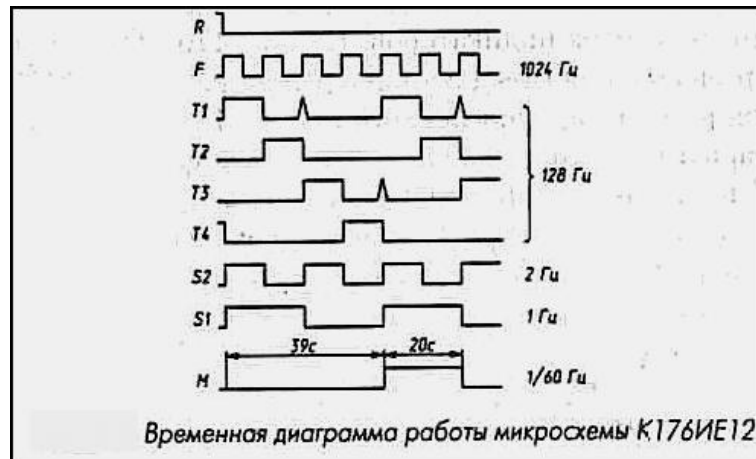 R
F 1024 Гц
T1
T2
128 Гц
T3
T4
S2 2 Гц
S1 1 Гц
39с 20с
M 1/60 Гц
Временная диаграмма работы микросхемы К176ИЕ12